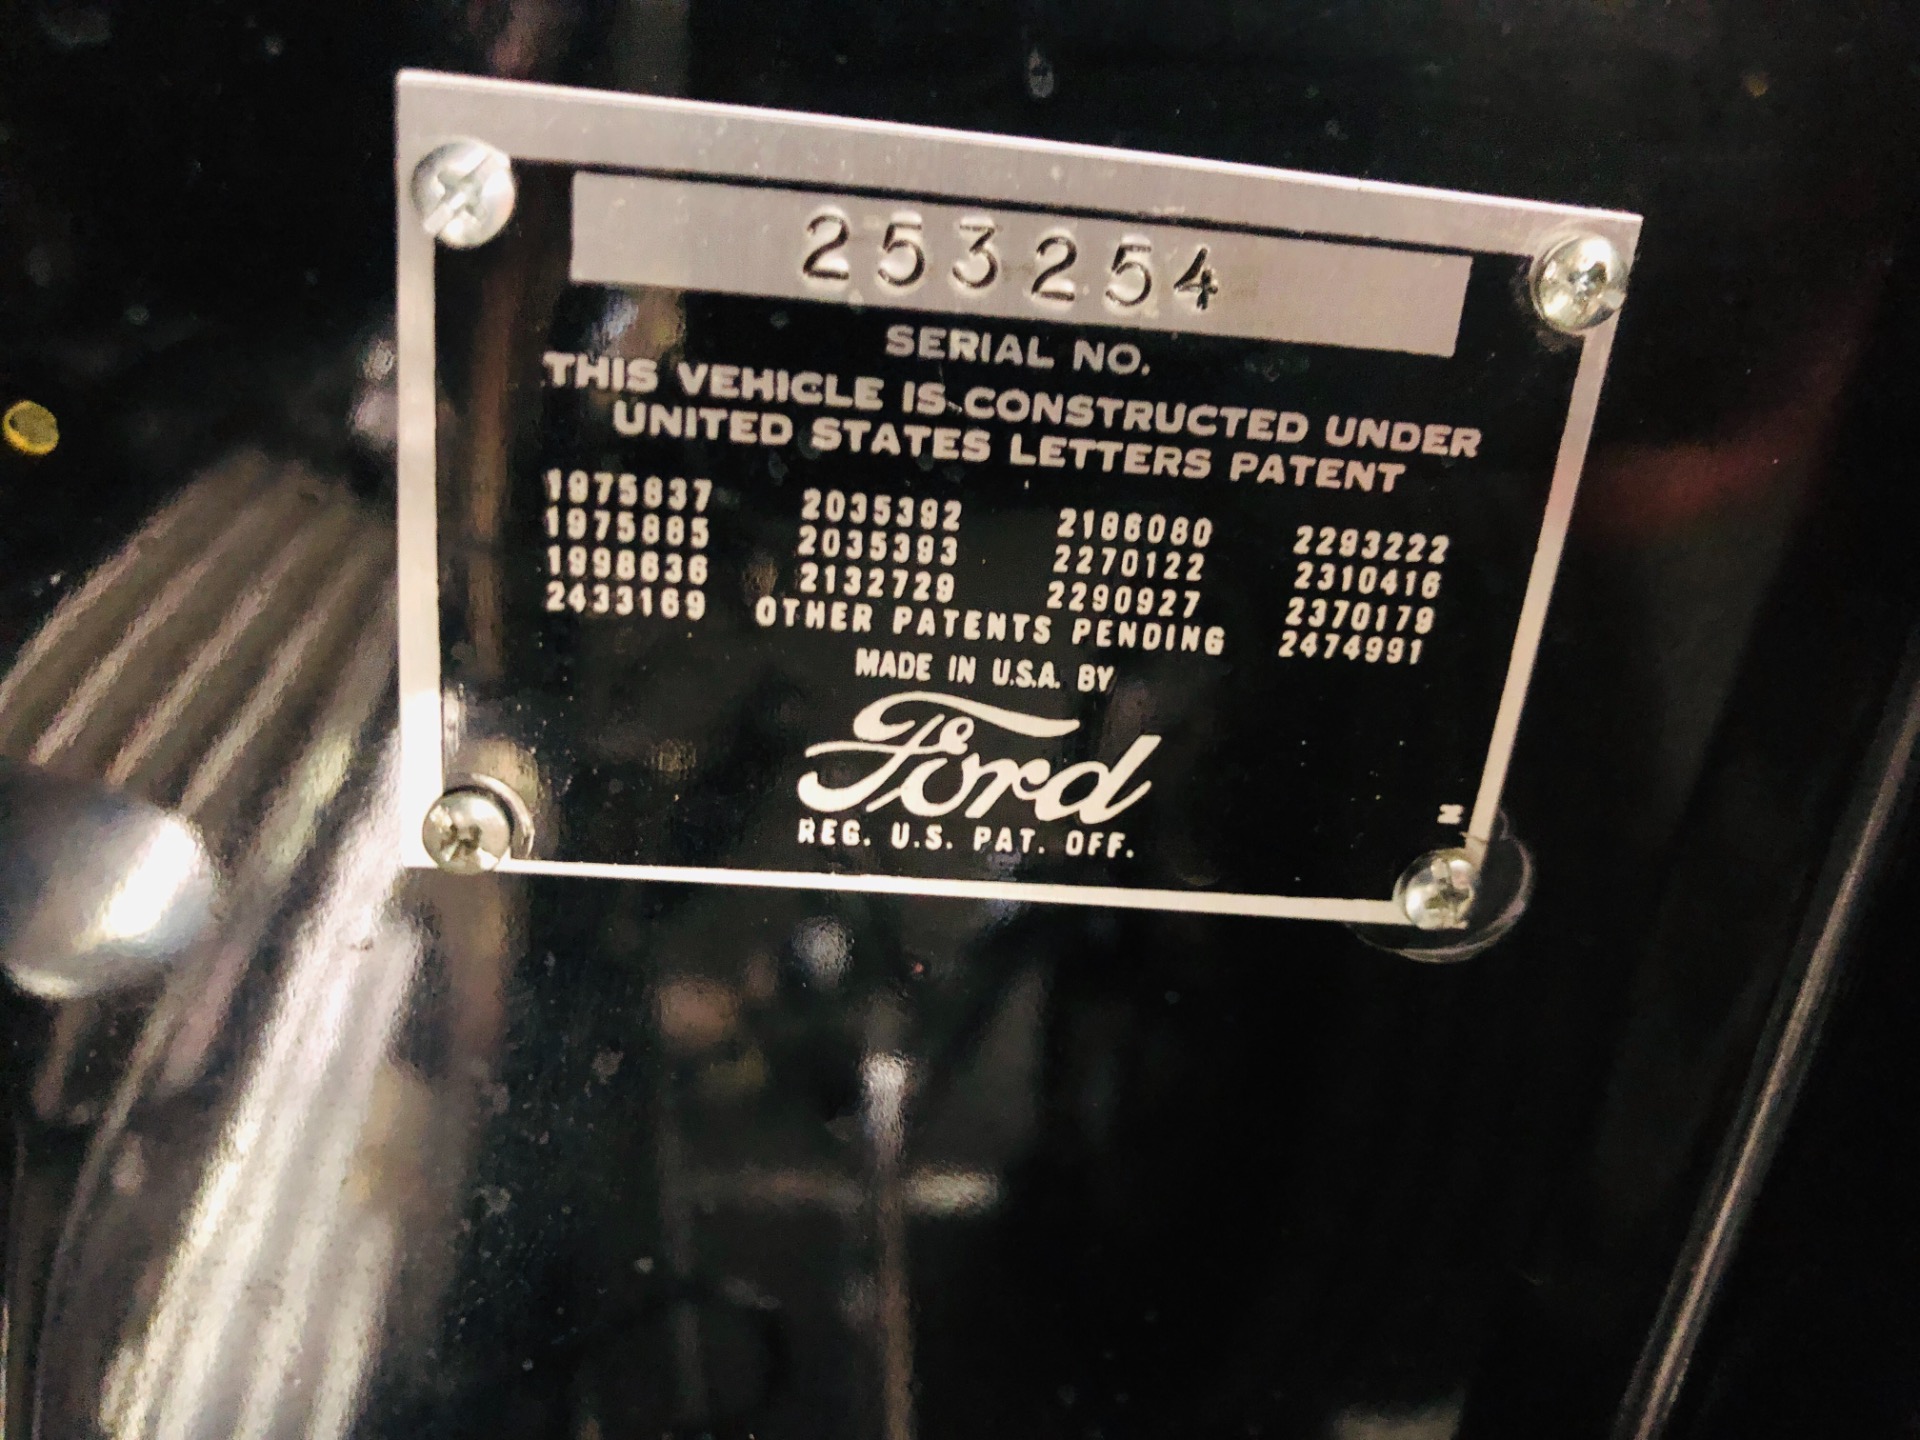 253254
SERIAL NO.
THIS VEHICLE IS CONSTRUCTED UNDER
UNITED STATES LETTERS PATENT
1975837 2035392 2186080 2293222
1975885 2035393 2270122 2310416
1998636 2132729 2290927 2370179
2433169 OTHER PATENTS PENDING 2474991
MADE IN U.S.A. BY
Ford
REG. U.S. PAT. OFF.